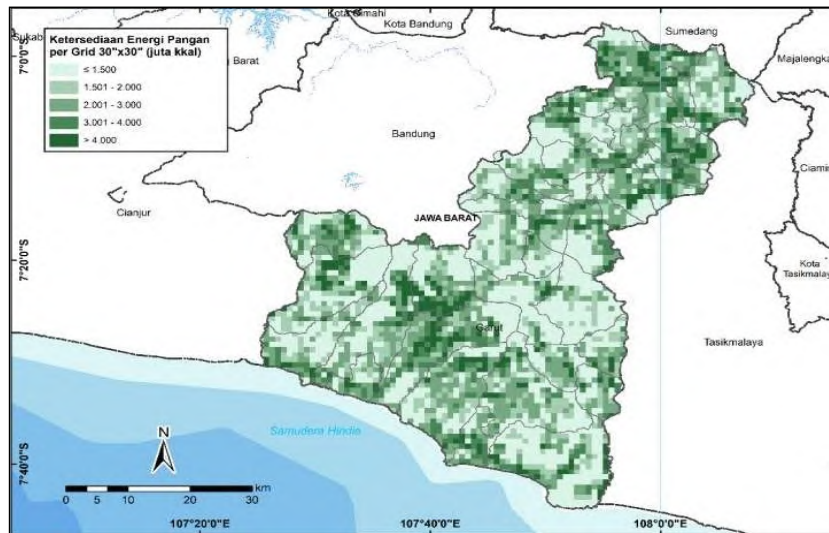 Kota Cimahi
Kota Bandung
Sumedang
Majalengka
Ketersediaan Energi Pangan
per Grid 30"x30" (juta kkal)
≤ 1.500
1.501 - 2.000
2.001 - 3.000
3.001 - 4.000
> 4.000
Barat
7°0'0"S
Bandung
Ciamis
Cianjur
JAWA BARAT
Kota
Tasikmalaya
7°20'0"S
Garut
Tasikmalaya
Samudera Hindia
N
7°40'0"S
km
0 5 10 20 30
107°20'0"E
107°40'0"E
108°0'0"E